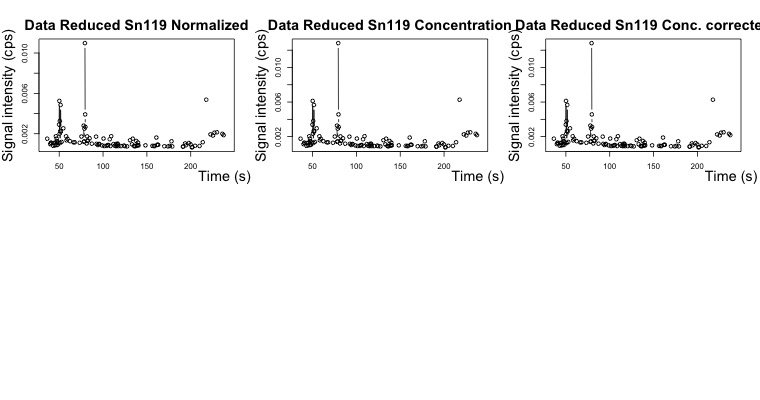 Data Reduced Sn119 Normalized
Signal intensity (cps)
0.002
0.006
0.010
50
100
150
200
Time (s)
Data Reduced Sn119 Concentration
Signal intensity (cps)
0.002
0.006
0.010
50
100
150
200
Time (s)
Data Reduced Sn119 Conc. correcte
Signal intensity (cps)
0.002
0.006
0.010
50
100
150
200
Time (s)